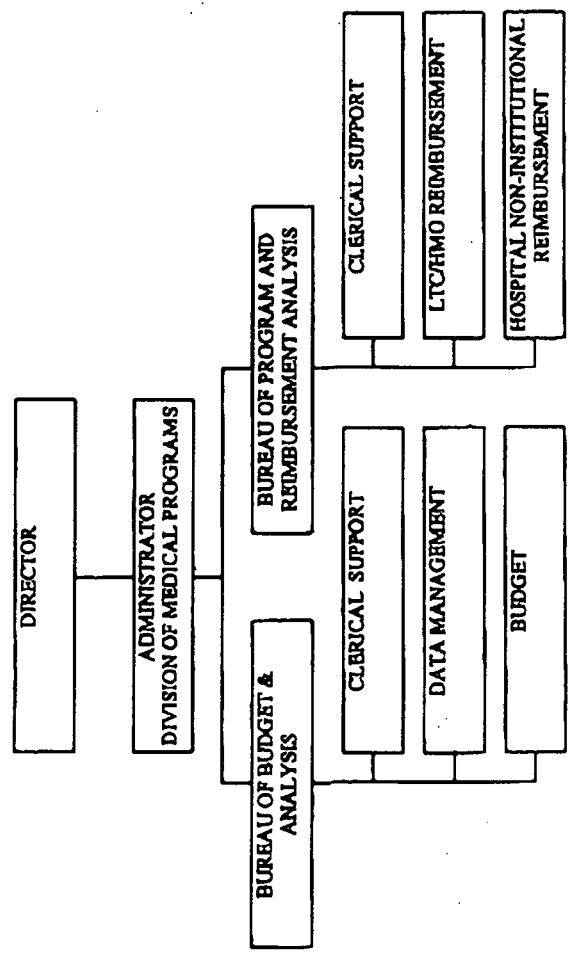 DIRECTOR
ADMINISTRATOR
DIVISION OF MEDICAL PROGRAMS
BUREAU OF BUDGET &
ANALYSIS
CLERICAL SUPPORT
DATA MANAGEMENT
BUDGET
BUREAU OF PROGRAM AND
REIMBURSEMENT ANALYSIS
CLERICAL SUPPORT
LTC/HMO REIMBURSEMENT
HOSPITAL NON-INSTITUTIONAL
REIMBURSEMENT